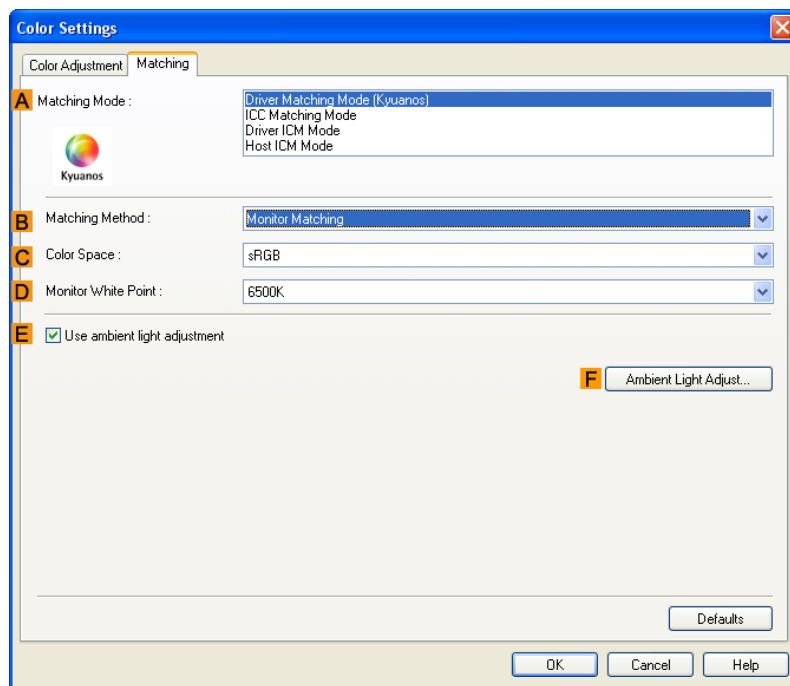 Color Settings
Color Adjustment Matching
A Matching Mode : Driver Matching Mode (Kyuanos)
ICC Matching Mode
Driver ICM Mode
Host ICM Mode
Kyuanos
B Matching Method : Monitor Matching
C Color Space : sRGB
D Monitor White Point : 6500K
E Use ambient light adjustment
F Ambient Light Adjust...
Defaults
OK Cancel Help